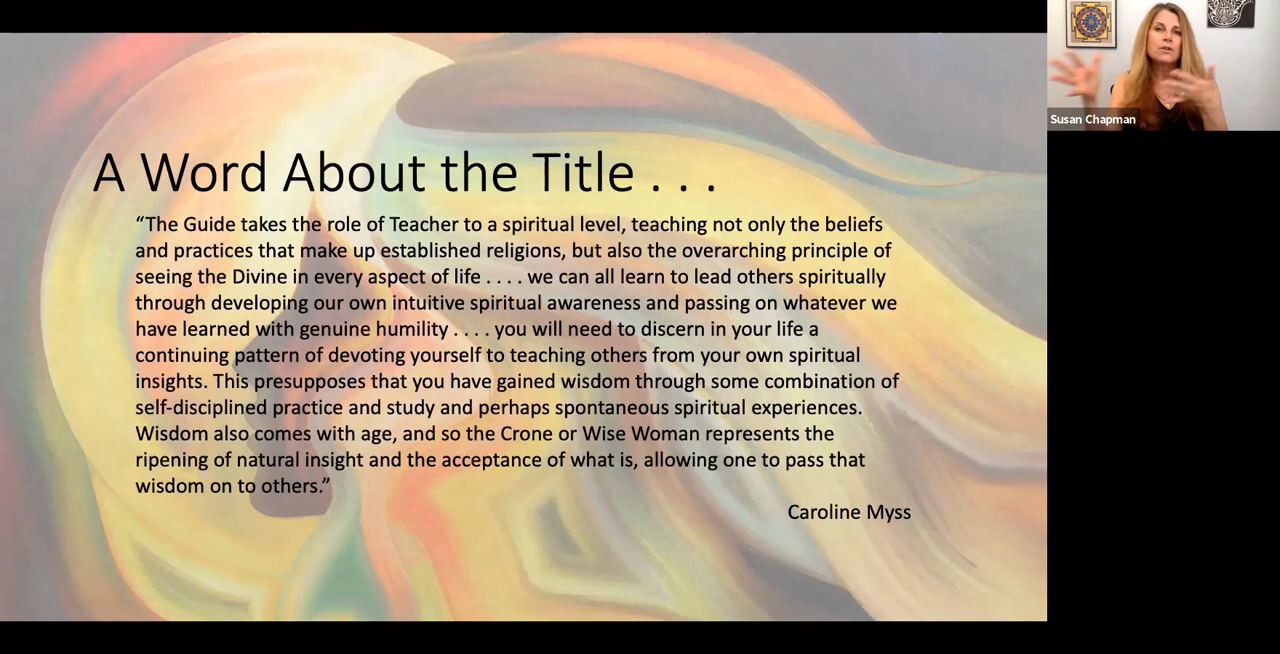 A Word About the Title . . .
“The Guide takes the role of Teacher to a spiritual level, teaching not only the beliefs
and practices that make up established religions, but also the overarching principle of
seeing the Divine in every aspect of life . . . . we can all learn to lead others spiritually
through developing our own intuitive spiritual awareness and passing on whatever we
have learned with genuine humility . . . . you will need to discern in your life a
continuing pattern of devoting yourself to teaching others from your own spiritual
insights. This presupposes that you have gained wisdom through some combination of
self-disciplined practice and study and perhaps spontaneous spiritual experiences.
Wisdom also comes with age, and so the Crone or Wise Woman represents the
ripening of natural insight and the acceptance of what is, allowing one to pass that
wisdom on to others.”
Caroline Myss
Susan Chapman